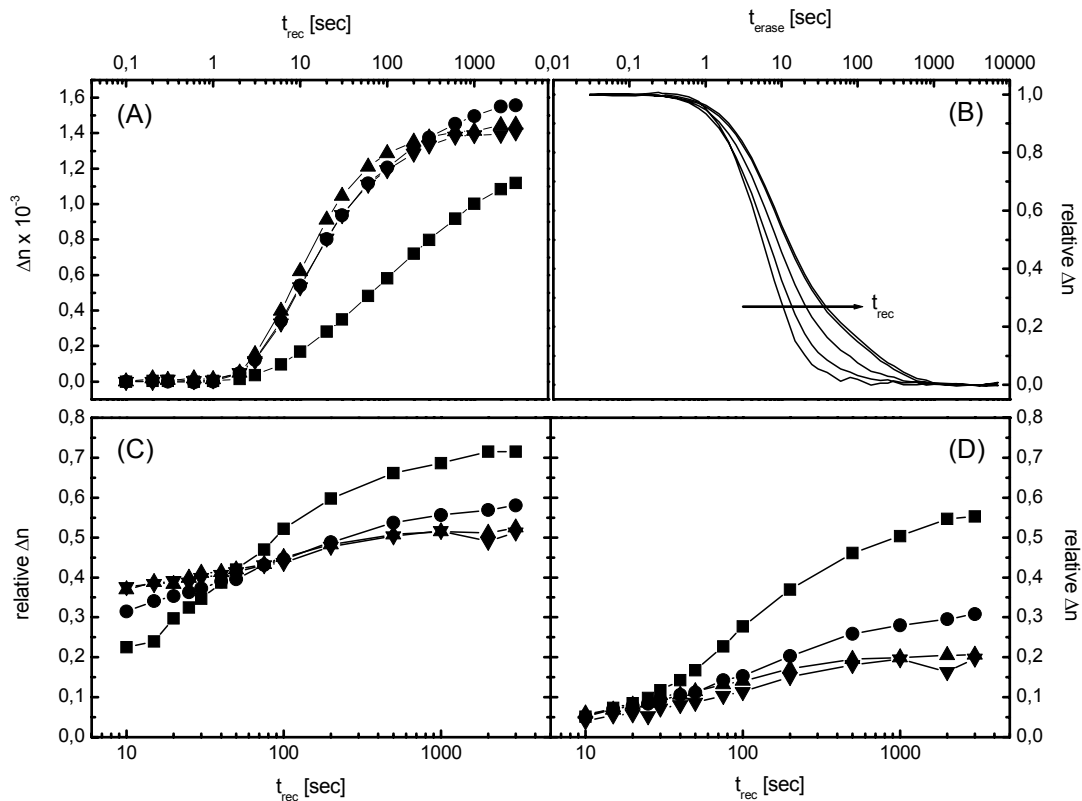 t_rec [sec]
t_erase [sec]
0,1 1 10 100 1000
0,01 0,1 1 10 100 1000 10000
(A)
(B)
1,6
1,4
1,2
1,0
0,8
0,6
0,4
0,2
0,0
Δn x 10⁻³
1,0
0,8
0,6
0,4
0,2
0,0
relative Δn
t_rec
(C)
(D)
0,8
0,7
0,6
0,5
0,4
0,3
0,2
0,1
0,0
relative Δn
0,8
0,7
0,6
0,5
0,4
0,3
0,2
0,1
0,0
relative Δn
10 100 1000
10 100 1000
t_rec [sec]
t_rec [sec]